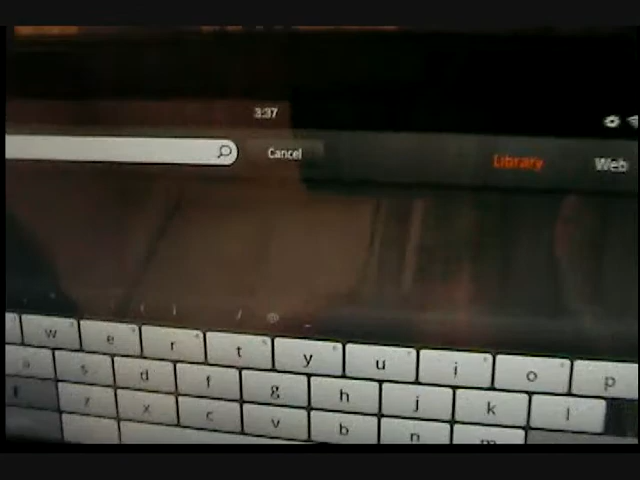 3:37
Cancel
Library
Web
( ) / @ _
w e r t y u i o p
a s d f g h j k l
z x c v b n m